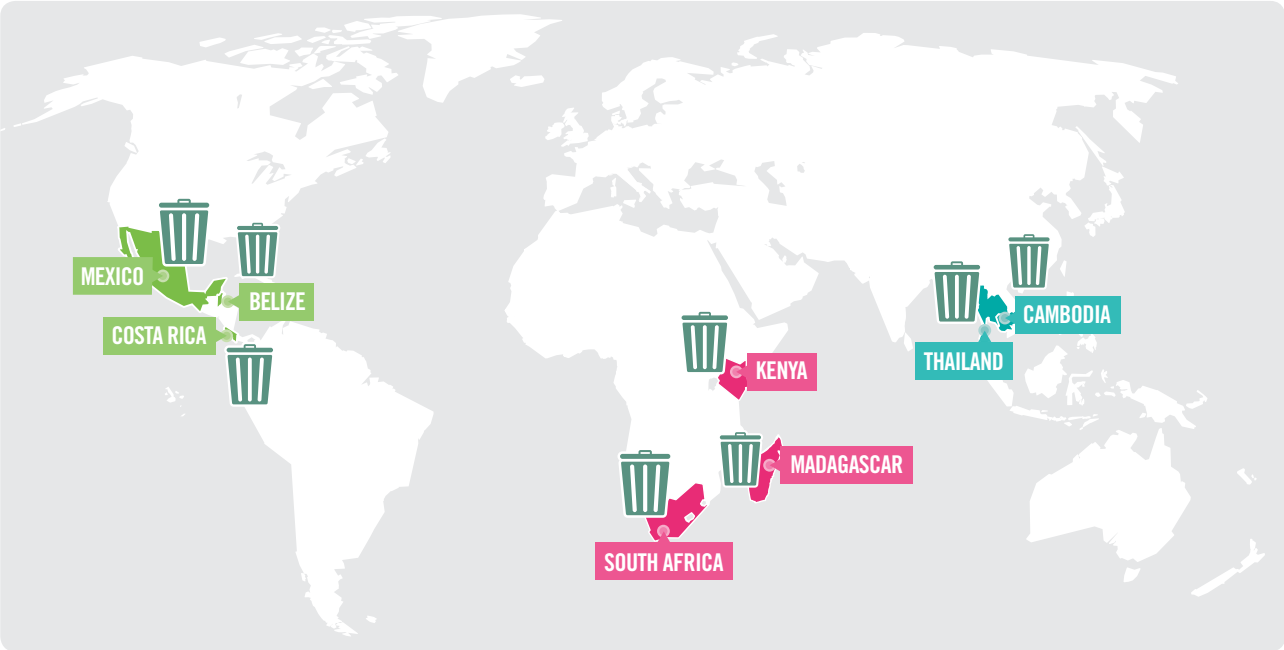 MEXICO
BELIZE
COSTA RICA
CAMBODIA
THAILAND
KENYA
MADAGASCAR
SOUTH AFRICA